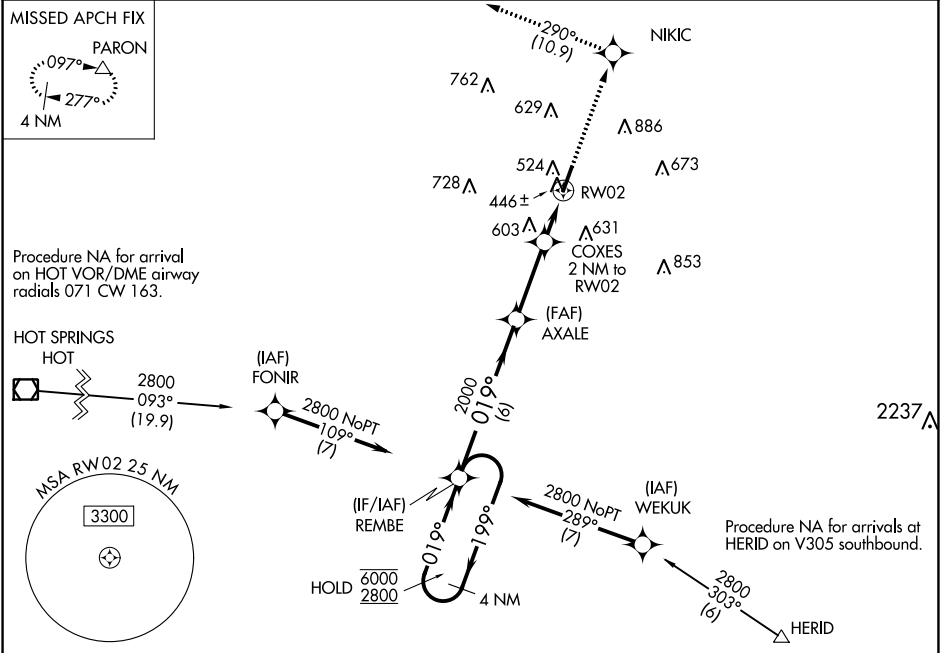 MISSED APCH FIX
PARON
097°
277°
4 NM
290°
(10.9)
NIKIC
762
629
886
524
673
728
446 ±
RW02
603
631
COXES
2 NM to
RW02
853
Procedure NA for arrival
on HOT VOR/DME airway
radials 071 CW 163.
HOT SPRINGS
HOT
2800
093°
(19.9)
(IAF)
FONIR
2800 NoPT
109°
(7)
(FAF)
AXALE
2000
019°
(6)
2237
MSA RW02 25 NM
3300
(IF/IAF)
REMBE
019°
199°
HOLD
6000
2800
4 NM
2800 NoPT
289°
(7)
(IAF)
WEKUK
Procedure NA for arrivals at
HERID on V305 southbound.
2800
303°
(6)
HERID